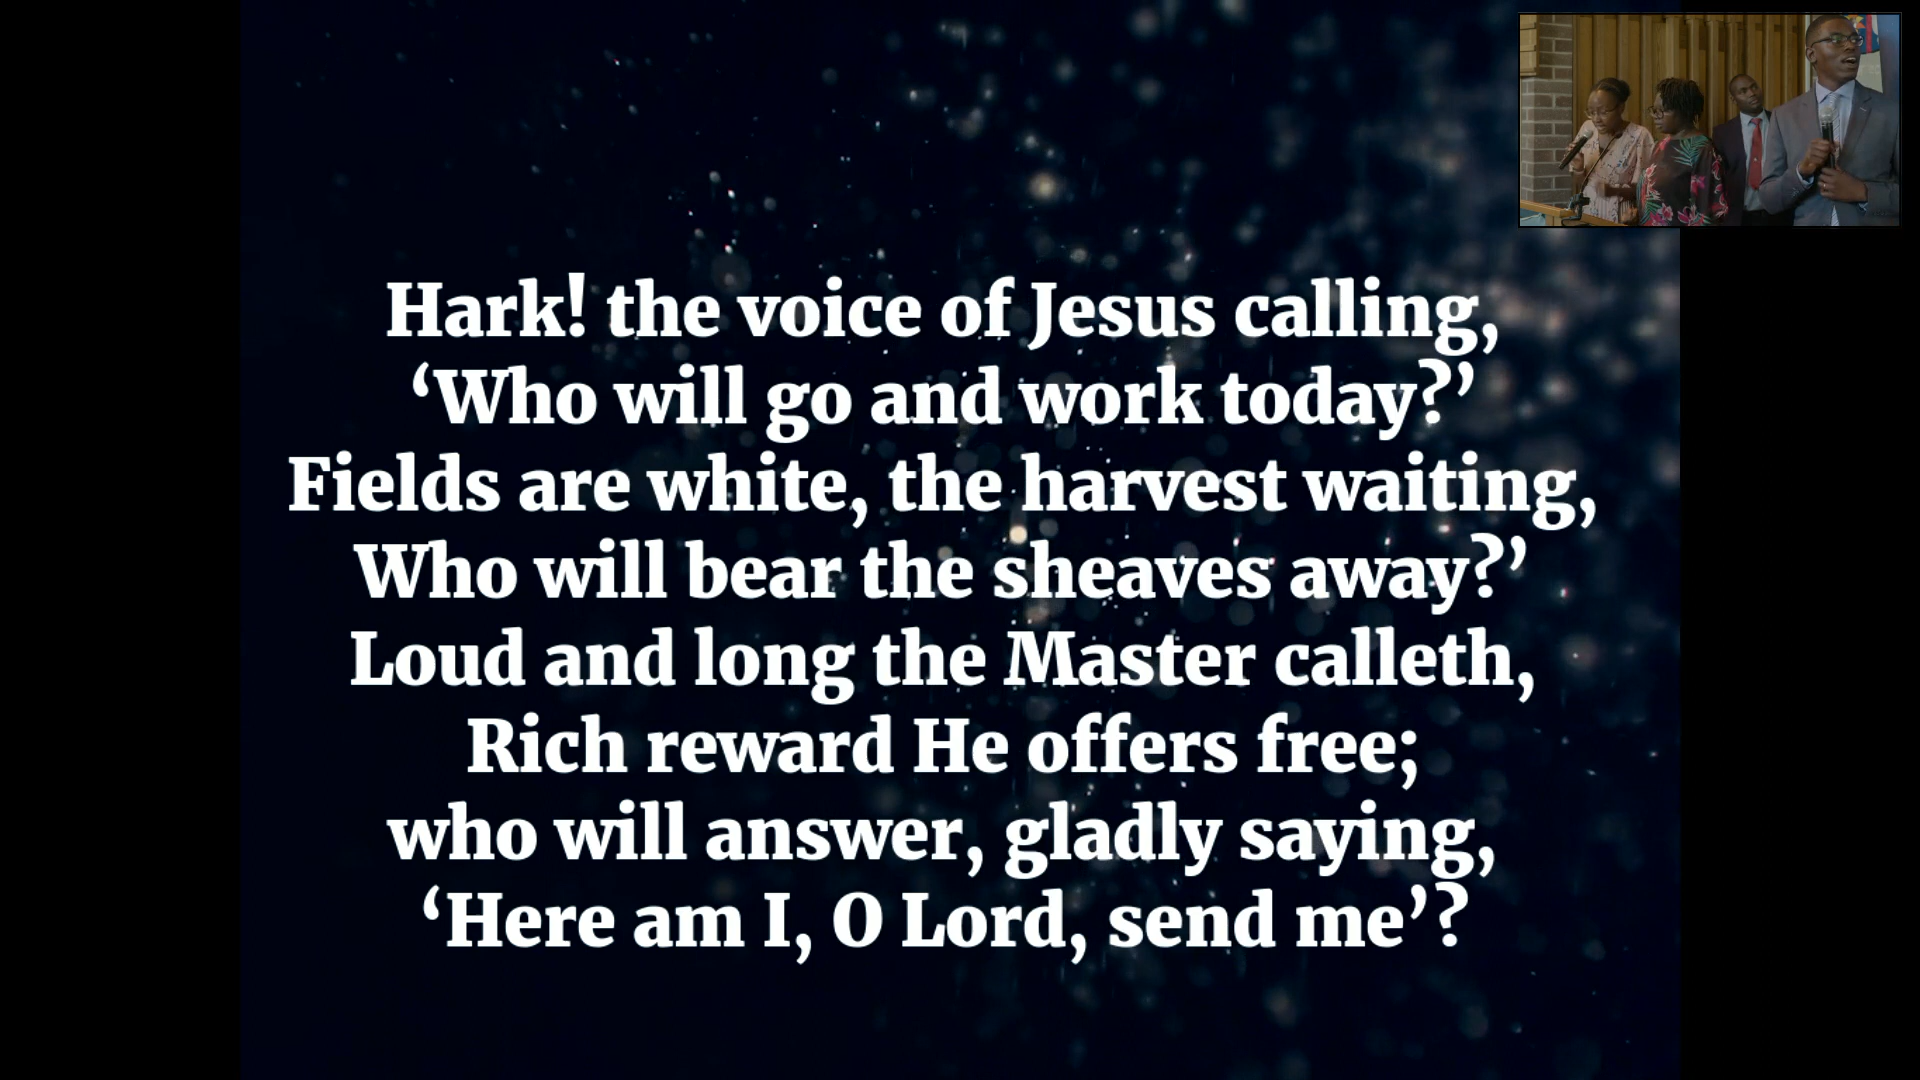 Hark! the voice of Jesus calling,
‘Who will go and work today?’
Fields are white, the harvest waiting,
Who will bear the sheaves away?’
Loud and long the Master calleth,
Rich reward He offers free;
who will answer, gladly saying,
‘Here am I, O Lord, send me’?